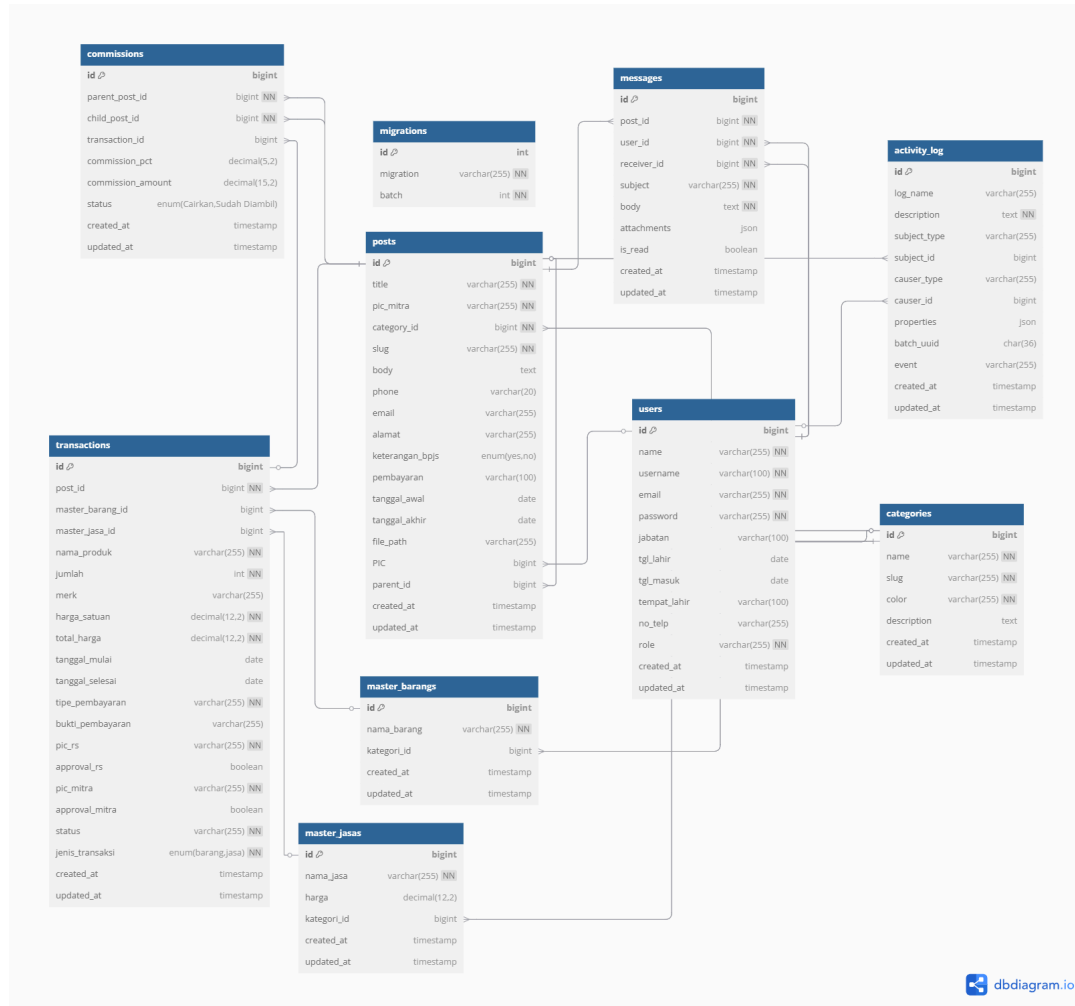 commissions
id bigint
parent_post_id bigint NN
child_post_id bigint NN
transaction_id bigint
commission_pct decimal(5,2)
commission_amount decimal(15,2)
status enum(Cairkan,Sudah Diambil)
created_at timestamp
updated_at timestamp
migrations
id int
migration varchar(255) NN
batch int NN
messages
id bigint
post_id bigint NN
user_id bigint NN
receiver_id bigint NN
subject varchar(255) NN
body text NN
attachments json
is_read boolean
created_at timestamp
updated_at timestamp
activity_log
id bigint
log_name varchar(255)
description text NN
subject_type varchar(255)
subject_id bigint
causer_type varchar(255)
causer_id bigint
properties json
batch_uuid char(36)
event varchar(255)
created_at timestamp
updated_at timestamp
posts
id bigint
title varchar(255) NN
pic_mitra varchar(255) NN
category_id bigint NN
slug varchar(255) NN
body text
phone varchar(20)
email varchar(255)
alamat varchar(255)
keterangan_bpjs enum(yes,no)
pembayaran varchar(100)
tanggal_awal date
tanggal_akhir date
file_path varchar(255)
PIC bigint
parent_id bigint
created_at timestamp
updated_at timestamp
users
id bigint
name varchar(255) NN
username varchar(100) NN
email varchar(255) NN
password varchar(255) NN
jabatan varchar(100)
tgl_lahir date
tgl_masuk date
tempat_lahir varchar(100)
no_telp varchar(255)
role varchar(255) NN
created_at timestamp
updated_at timestamp
transactions
id bigint
post_id bigint NN
master_barang_id bigint
master_jasa_id bigint
nama_produk varchar(255) NN
jumlah int NN
merk varchar(255)
harga_satuan decimal(12,2) NN
total_harga decimal(12,2) NN
tanggal_mulai date
tanggal_selesai date
tipe_pembayaran varchar(255) NN
bukti_pembayaran varchar(255)
pic_rs varchar(255) NN
approval_rs boolean
pic_mitra varchar(255) NN
approval_mitra boolean
status varchar(255) NN
jenis_transaksi enum(barang,jasa) NN
created_at timestamp
updated_at timestamp
categories
id bigint
name varchar(255) NN
slug varchar(255) NN
color varchar(255) NN
description text
created_at timestamp
updated_at timestamp
master_barangs
id bigint
nama_barang varchar(255) NN
kategori_id bigint
created_at timestamp
updated_at timestamp
master_jasas
id bigint
nama_jasa varchar(255) NN
harga decimal(12,2)
kategori_id bigint
created_at timestamp
updated_at timestamp
dbdiagram.io